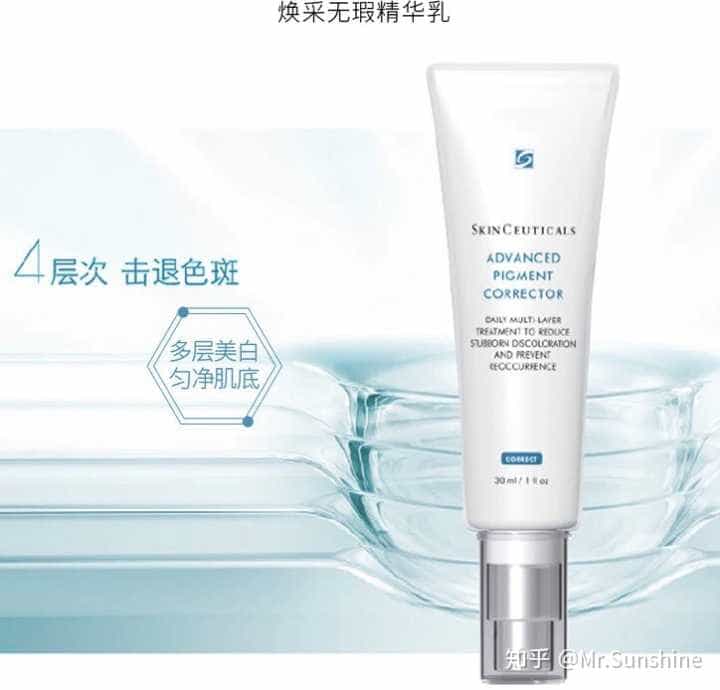 焕采无瑕精华乳
4层次 击退色斑
多层美白
匀净肌底
SKINCEUTICALS
ADVANCED
PIGMENT
CORRECTOR
DAILY MULTI-LAYER
TREATMENT TO REDUCE
STUBBORN DISCOLORATION
AND PREVENT
REOCCURRENCE
CORRECT
30 ml / 1 fl oz
知乎 @Mr.Sunshine